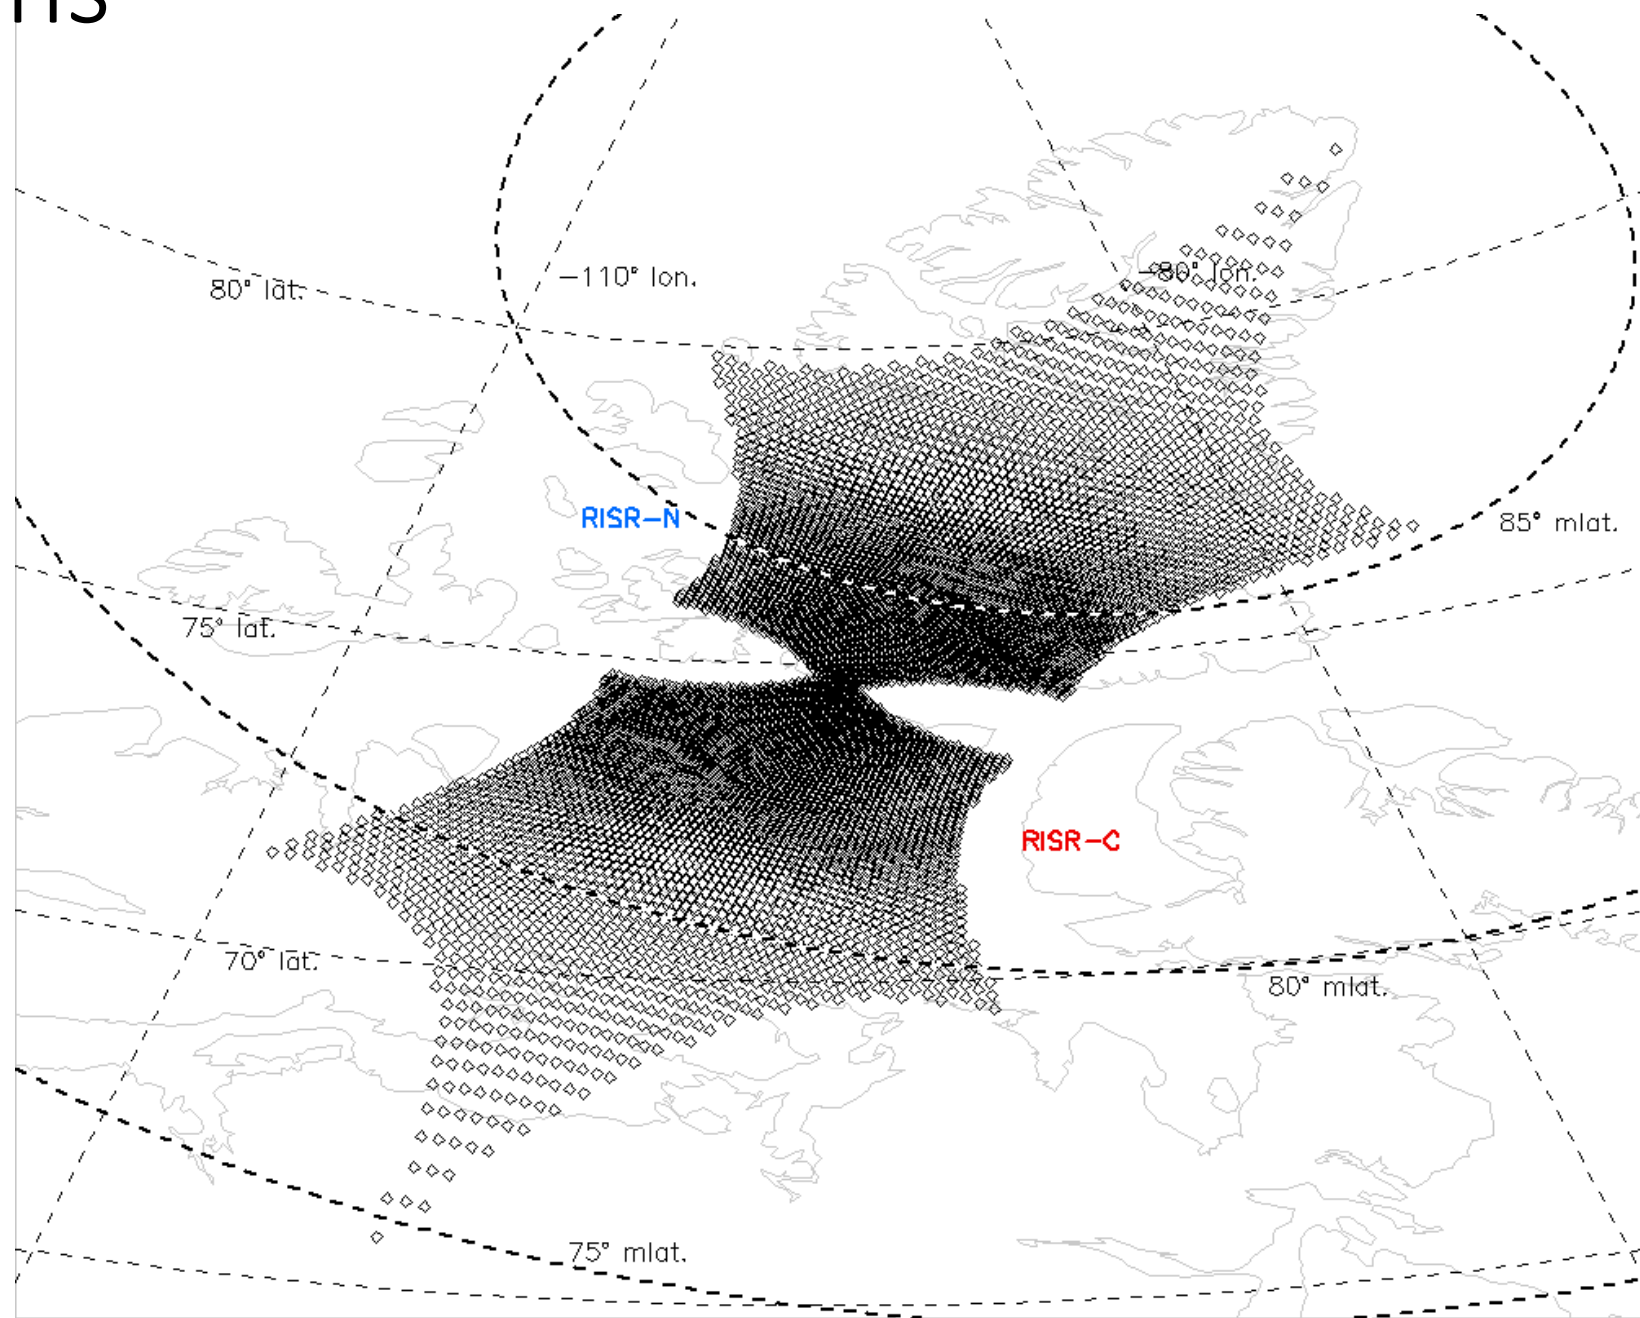 −110° lon.
−80° lon.
80° lat.
RISR−N
85° mlat.
75° lat.
RISR−C
70° lat.
80° mlat.
75° mlat.